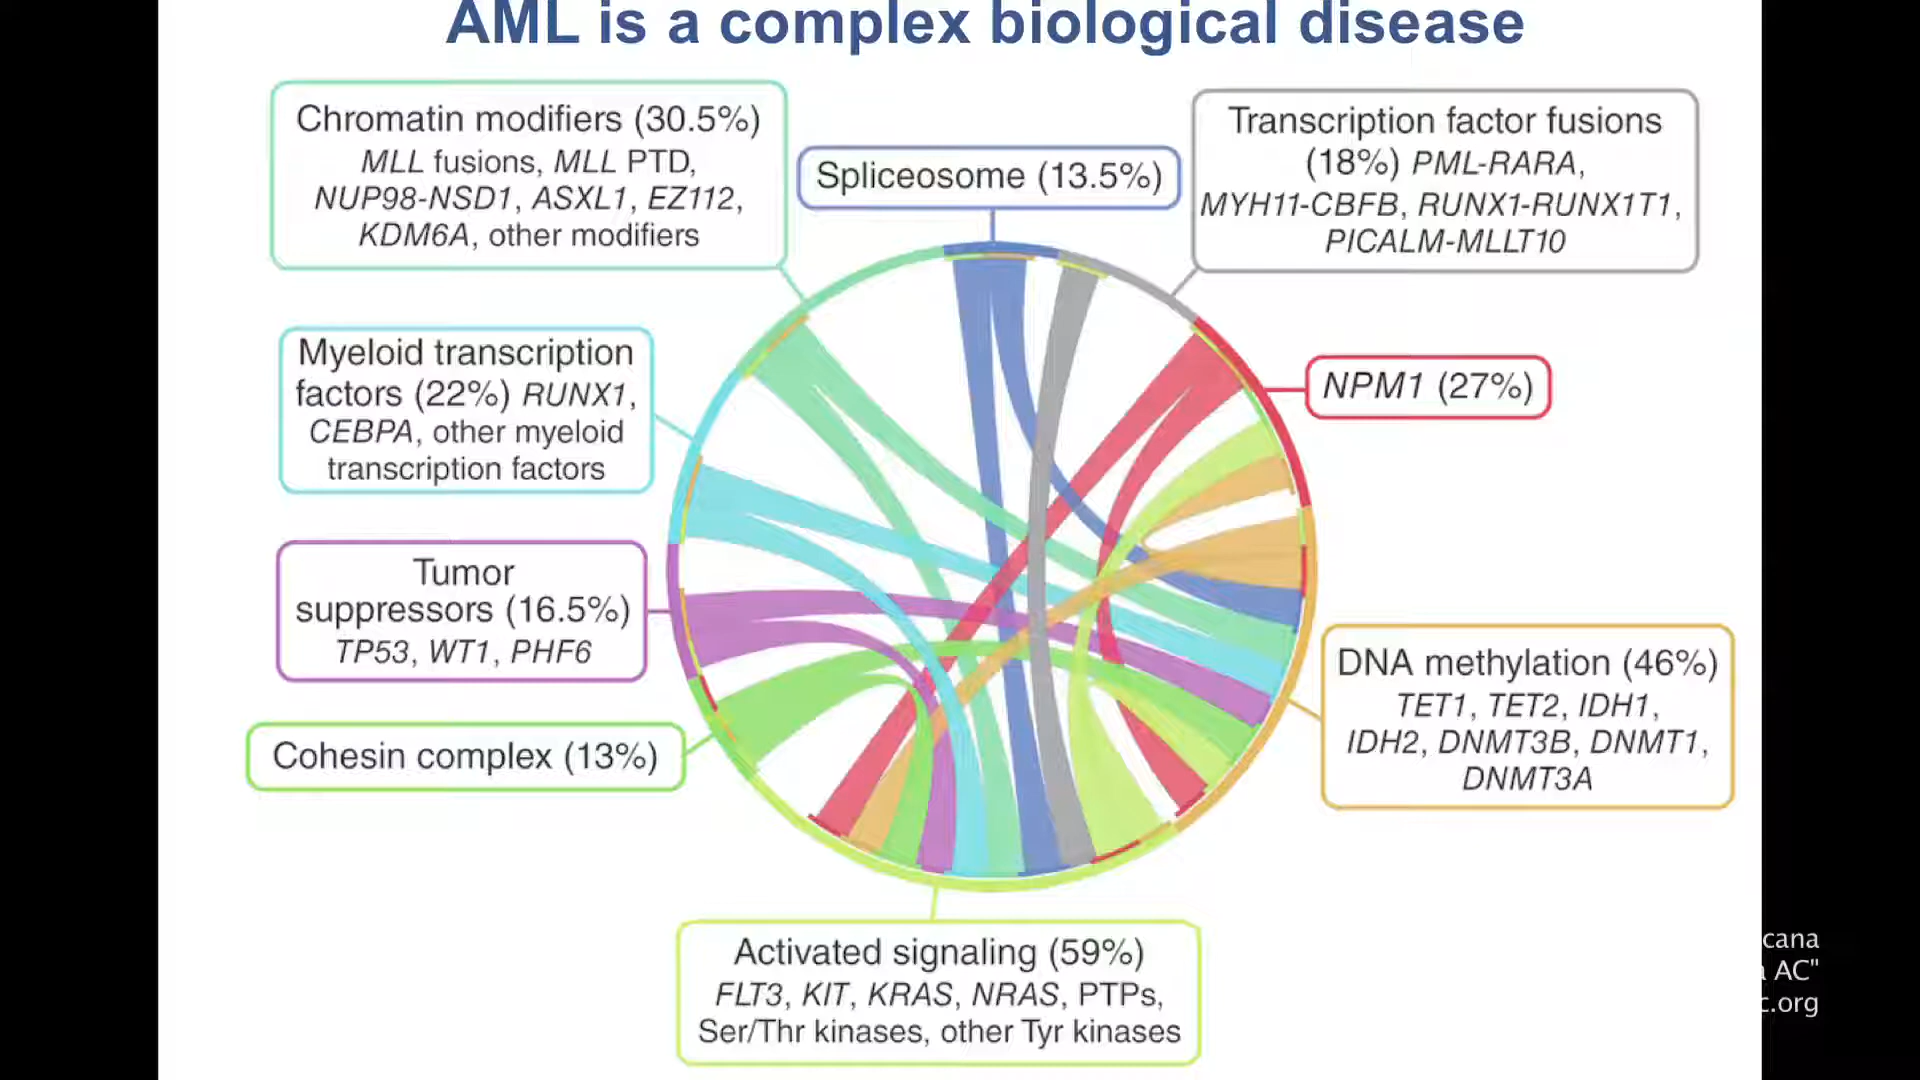 AML is a complex biological disease
Chromatin modifiers (30.5%)
MLL fusions, MLL PTD,
NUP98-NSD1, ASXL1, EZ112,
KDM6A, other modifiers
Spliceosome (13.5%)
Transcription factor fusions
(18%) PML-RARA,
MYH11-CBFB, RUNX1-RUNX1T1,
PICALM-MLLT10
Myeloid transcription
factors (22%) RUNX1,
CEBPA, other myeloid
transcription factors
NPM1 (27%)
Tumor
suppressors (16.5%)
TP53, WT1, PHF6
DNA methylation (46%)
TET1, TET2, IDH1,
IDH2, DNMT3B, DNMT1,
DNMT3A
Cohesin complex (13%)
Activated signaling (59%)
FLT3, KIT, KRAS, NRAS, PTPs,
Ser/Thr kinases, other Tyr kinases
cana
AC"
c.org